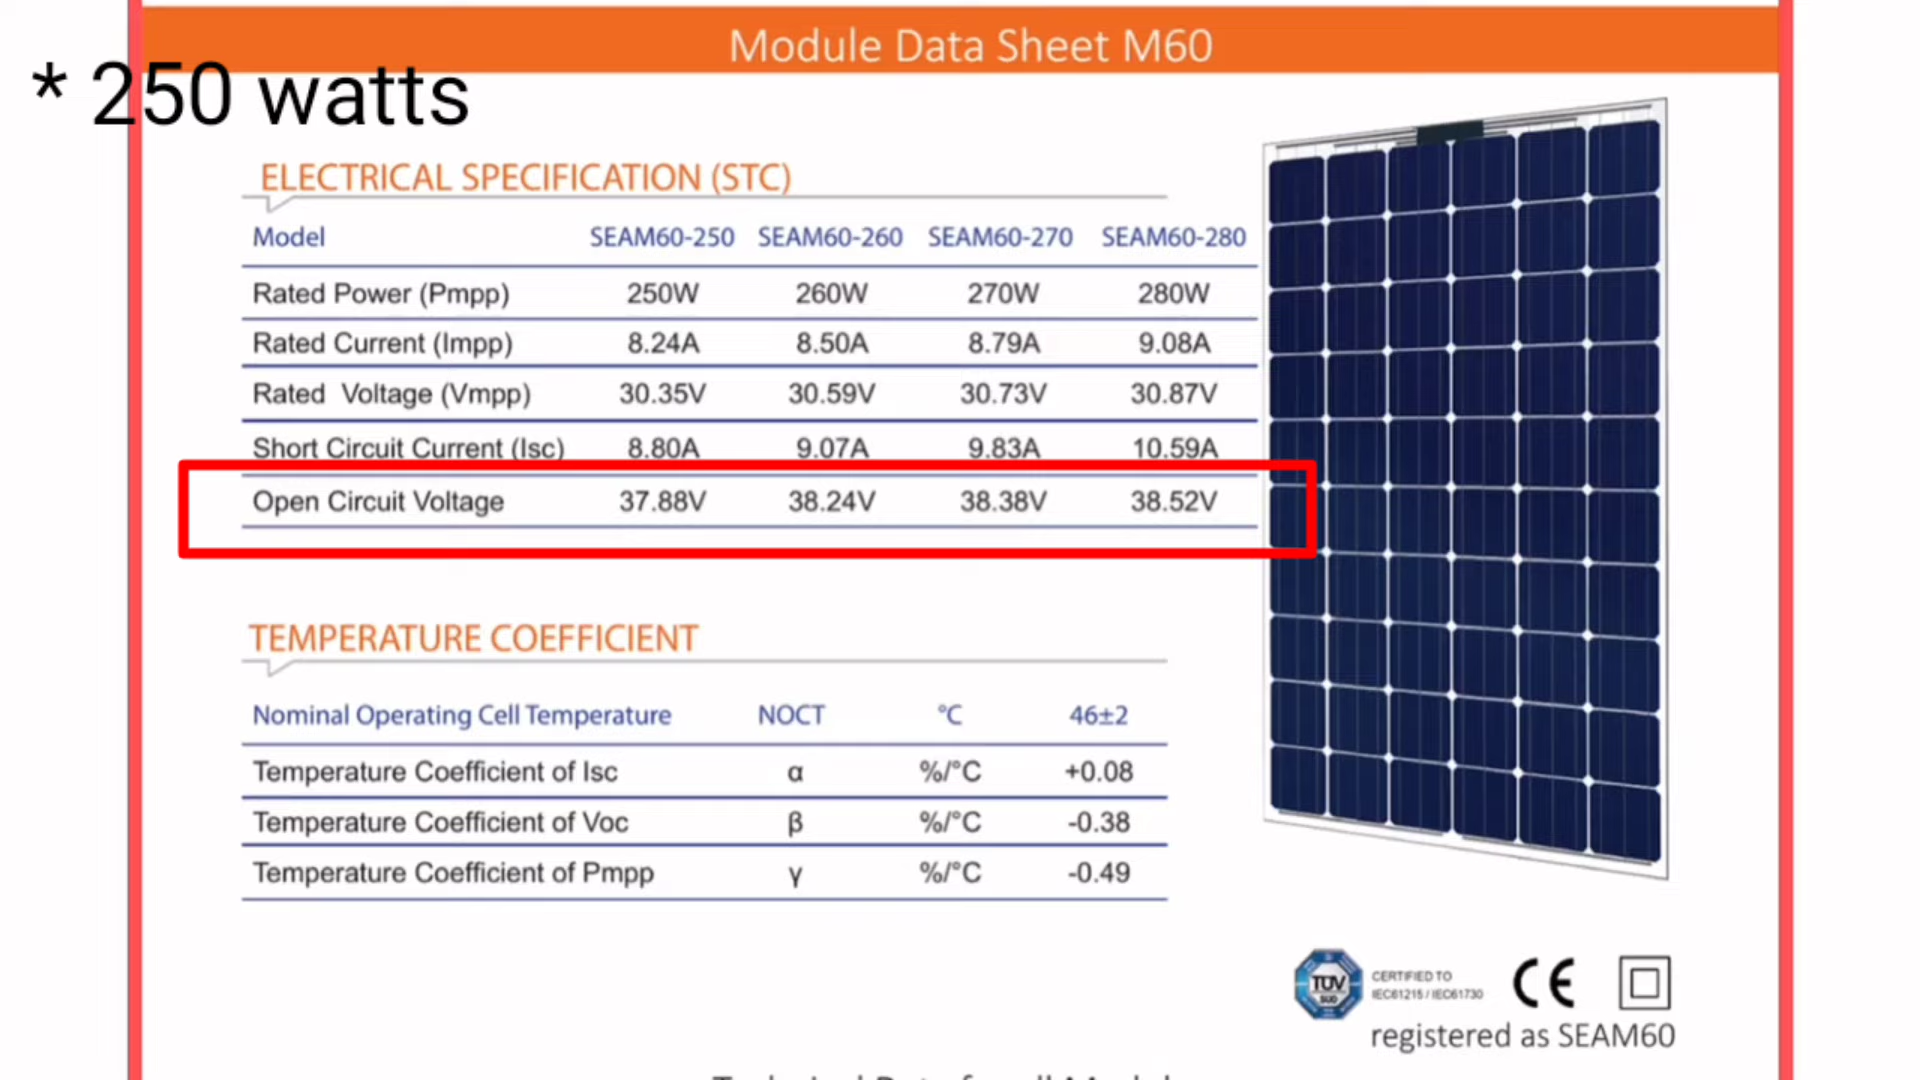 Module Data Sheet M60
* 250 watts
ELECTRICAL SPECIFICATION (STC)
Model SEAM60-250 SEAM60-260 SEAM60-270 SEAM60-280
Rated Power (Pmpp) 250W 260W 270W 280W
Rated Current (Impp) 8.24A 8.50A 8.79A 9.08A
Rated Voltage (Vmpp) 30.35V 30.59V 30.73V 30.87V
Short Circuit Current (Isc) 8.80A 9.07A 9.83A 10.59A
Open Circuit Voltage 37.88V 38.24V 38.38V 38.52V
TEMPERATURE COEFFICIENT
Nominal Operating Cell Temperature NOCT °C 46±2
Temperature Coefficient of Isc α %/°C +0.08
Temperature Coefficient of Voc β %/°C -0.38
Temperature Coefficient of Pmpp γ %/°C -0.49
TUV
SUD
CERTIFIED TO
IEC61215 / IEC61730
CE
registered as SEAM60